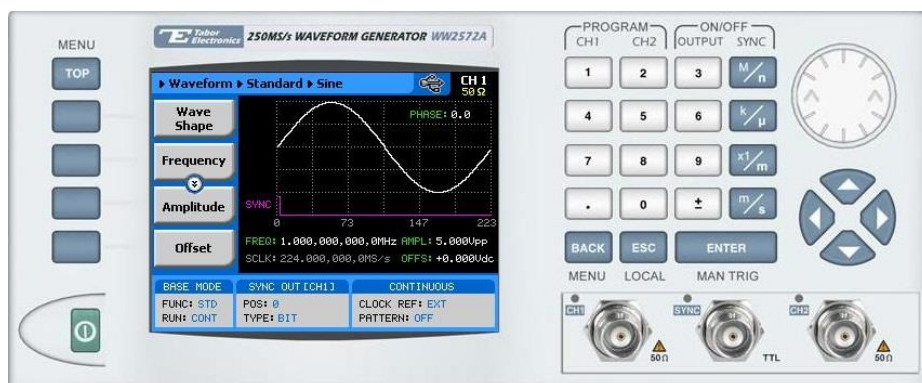 MENU
TOP
Tabor
Electronics
250MS/s WAVEFORM GENERATOR WW2572A
Waveform Standard Sine
CH 1
50 Ω
Wave
Shape
Frequency
Amplitude
Offset
PHASE: 0.0
SYNC
0 73 147 223
FREQ: 1.000,000,000,0MHz AMPL: 5.000Vpp
SCLK: 224.000,000,0MS/s OFFS: +0.000Vdc
BASE MODE
FUNC: STD
RUN: CONT
SYNC OUT [CH1]
POS: 0
TYPE: BIT
CONTINUOUS
CLOCK REF: EXT
PATTERN: OFF
PROGRAM
CH1 CH2
ON/OFF
OUTPUT SYNC
1 2 3 M/n
4 5 6 k/µ
7 8 9 x1/m
. 0 ± m/s
BACK ESC ENTER
MENU LOCAL MAN TRIG
CH1 SYNC CH2
50Ω TTL 50Ω